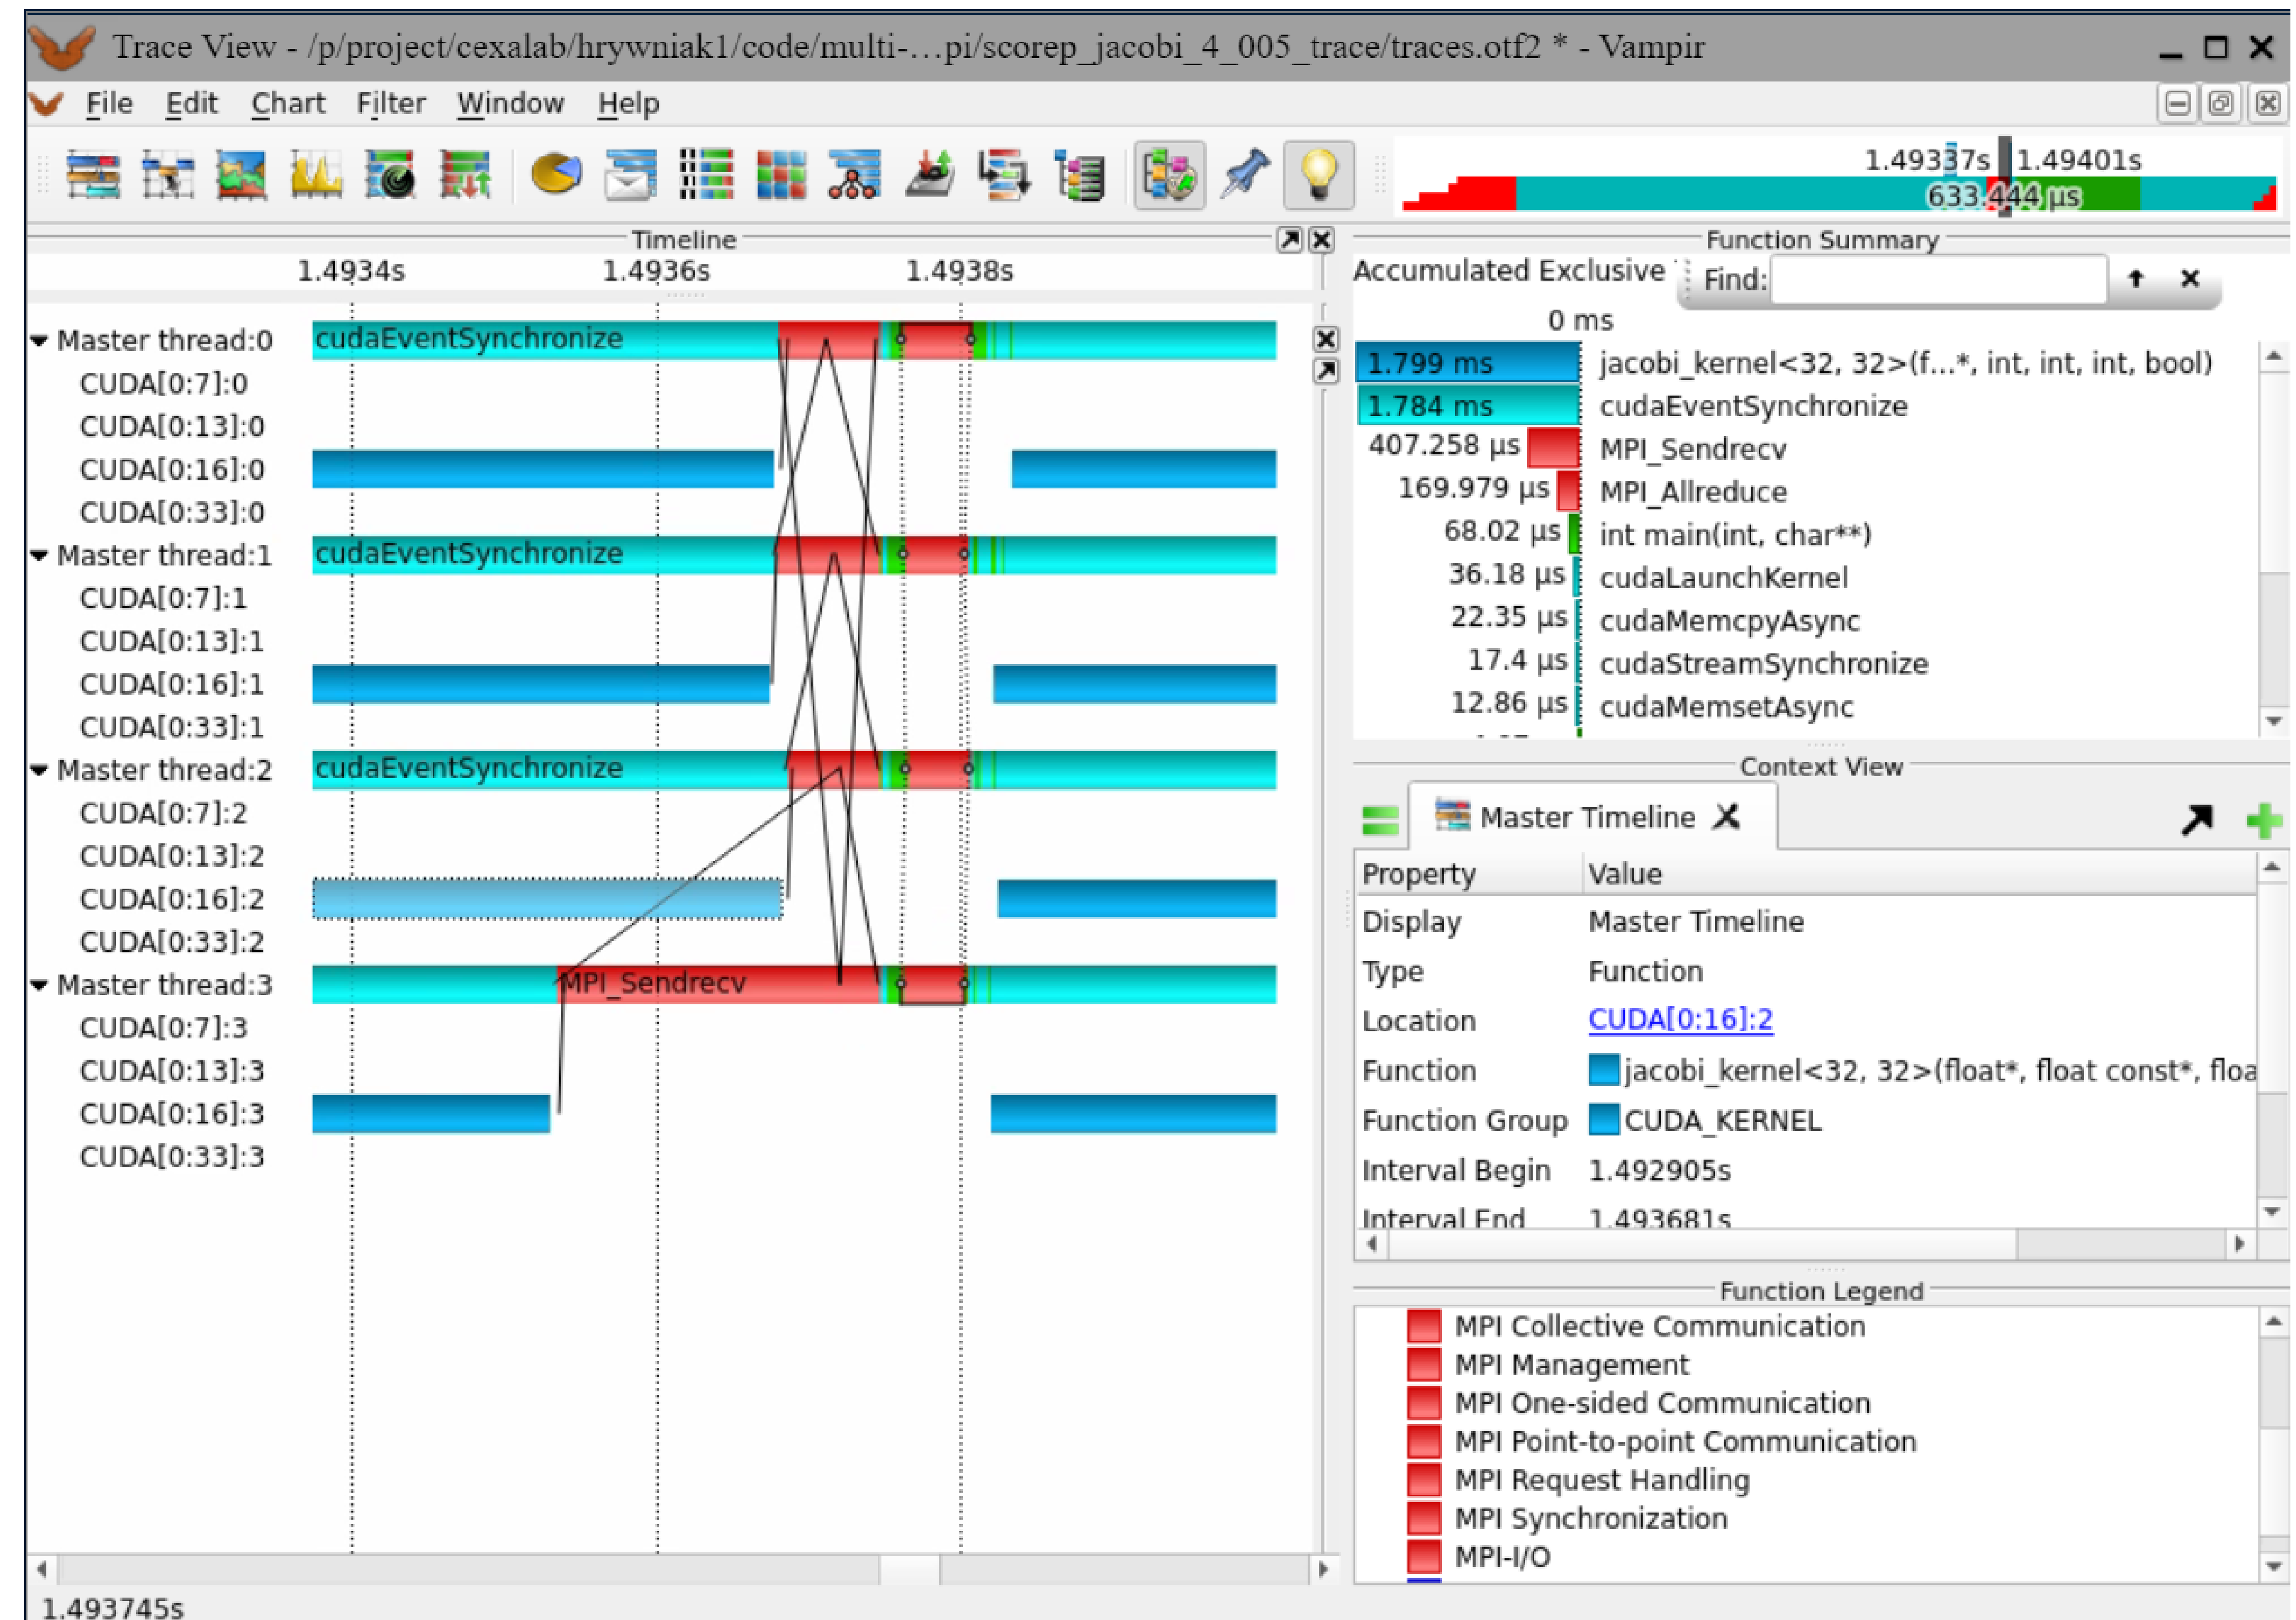 Trace View - /p/project/cexalab/hrywniak1/code/multi-...pi/scorep_jacobi_4_005_trace/traces.otf2 * - Vampir
File Edit Chart Filter Window Help
1.49337s 1.49401s
633.444 µs
Timeline
1.4934s 1.4936s 1.4938s
Master thread:0 cudaEventSynchronize
CUDA[0:7]:0
CUDA[0:13]:0
CUDA[0:16]:0
CUDA[0:33]:0
Master thread:1 cudaEventSynchronize
CUDA[0:7]:1
CUDA[0:13]:1
CUDA[0:16]:1
CUDA[0:33]:1
Master thread:2 cudaEventSynchronize
CUDA[0:7]:2
CUDA[0:13]:2
CUDA[0:16]:2
CUDA[0:33]:2
Master thread:3 MPI_Sendrecv
CUDA[0:7]:3
CUDA[0:13]:3
CUDA[0:16]:3
CUDA[0:33]:3
1.493745s
Function Summary
Accumulated Exclusive Find:
0 ms
1.799 ms jacobi_kernel<32, 32>(f...*, int, int, int, bool)
1.784 ms cudaEventSynchronize
407.258 µs MPI_Sendrecv
169.979 µs MPI_Allreduce
68.02 µs int main(int, char**)
36.18 µs cudaLaunchKernel
22.35 µs cudaMemcpyAsync
17.4 µs cudaStreamSynchronize
12.86 µs cudaMemsetAsync
Context View
Master Timeline
Property Value
Display Master Timeline
Type Function
Location CUDA[0:16]:2
Function jacobi_kernel<32, 32>(float*, float const*, floa
Function Group CUDA_KERNEL
Interval Begin 1.492905s
Interval End 1.493681s
Function Legend
MPI Collective Communication
MPI Management
MPI One-sided Communication
MPI Point-to-point Communication
MPI Request Handling
MPI Synchronization
MPI-I/O